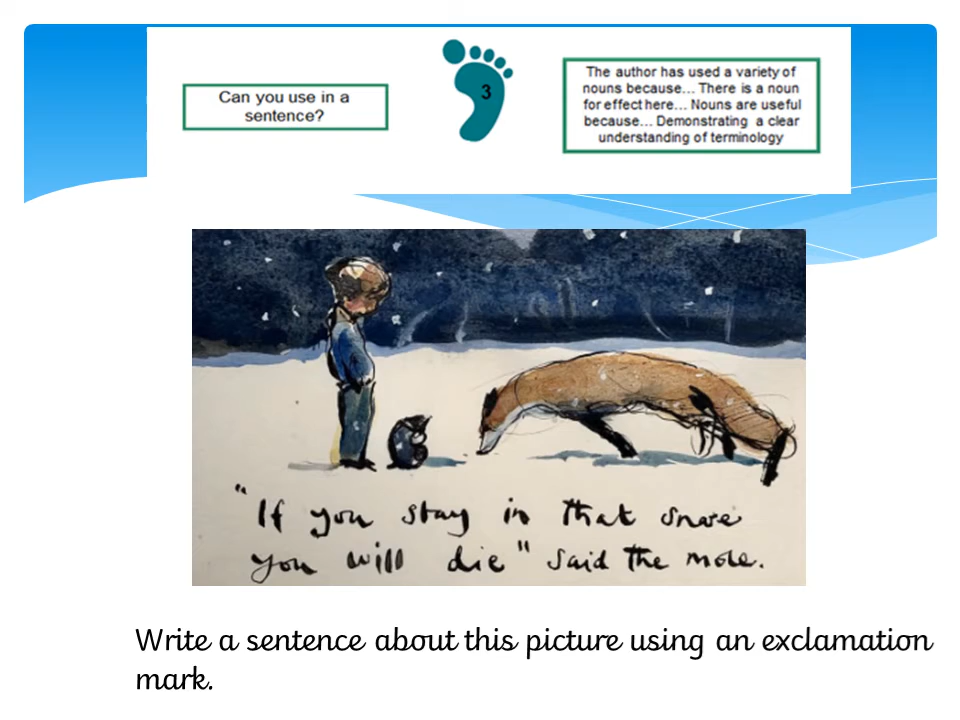 Can you use in a
sentence?
3
The author has used a variety of
nouns because... There is a noun
for effect here... Nouns are useful
because... Demonstrating a clear
understanding of terminology
"If you stay in that snare
you will die" said the mole.
Write a sentence about this picture using an exclamation
mark.